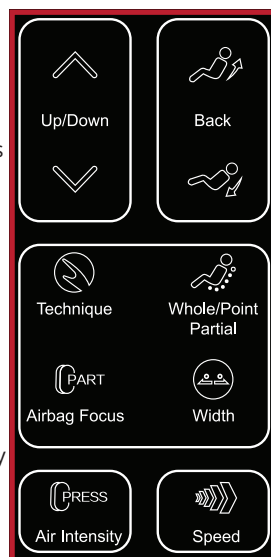 Up/Down
Back
s
Technique
Whole/Point
Partial
PART
Airbag Focus
Width
y
PRESS
Air Intensity
Speed